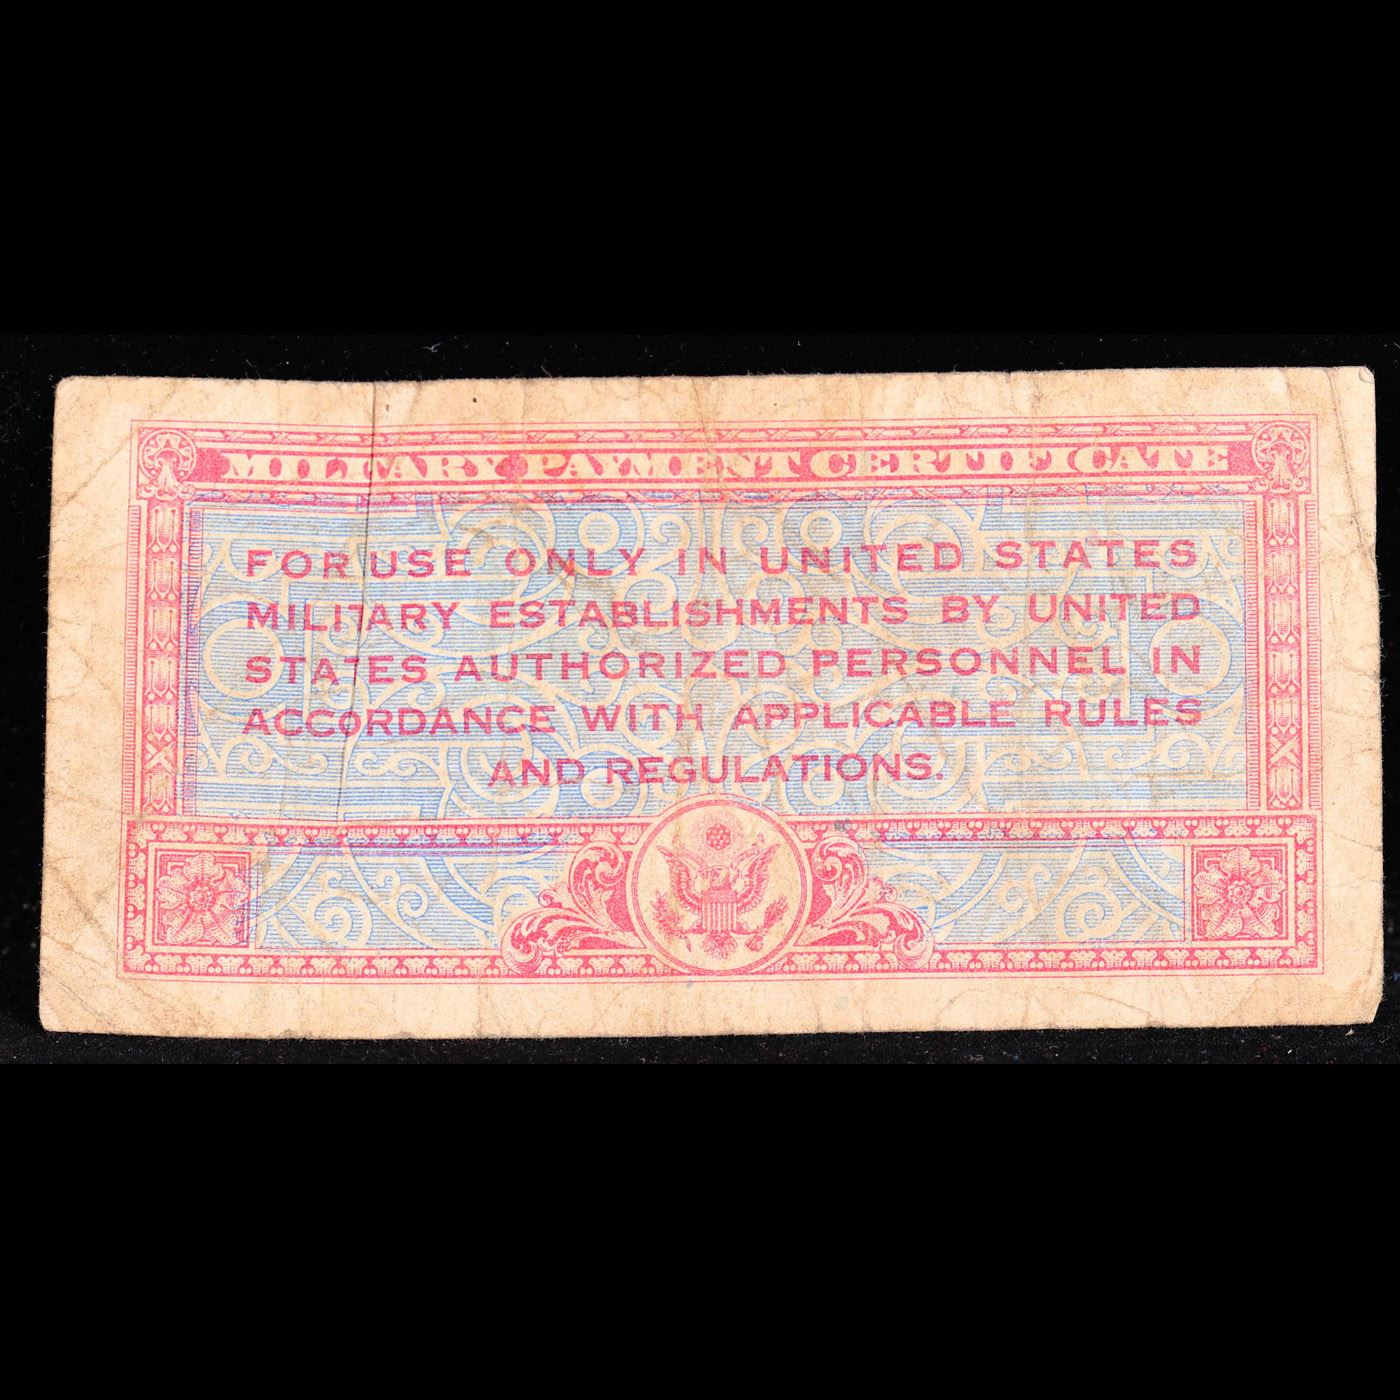 MILITARY PAYMENT CERTIFICATE
FOR USE ONLY IN UNITED STATES
MILITARY ESTABLISHMENTS BY UNITED
STATES AUTHORIZED PERSONNEL IN
ACCORDANCE WITH APPLICABLE RULES
AND REGULATIONS.